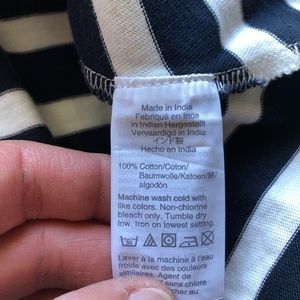 Made in India
Fabriqué en Inde
in Indien Hergestellt
Vervaardigd in India
インド製
Hecho en India
100% Cotton/Coton/
Baumwolle/Katoen/綿/
algodón
Machine wash cold with
like colors. Non-chlorine
bleach only. Tumble dry
low. Iron on lowest setting.
Laver à la machine à eau
froide avec des couleurs
similaires. Agent de
sans chlore